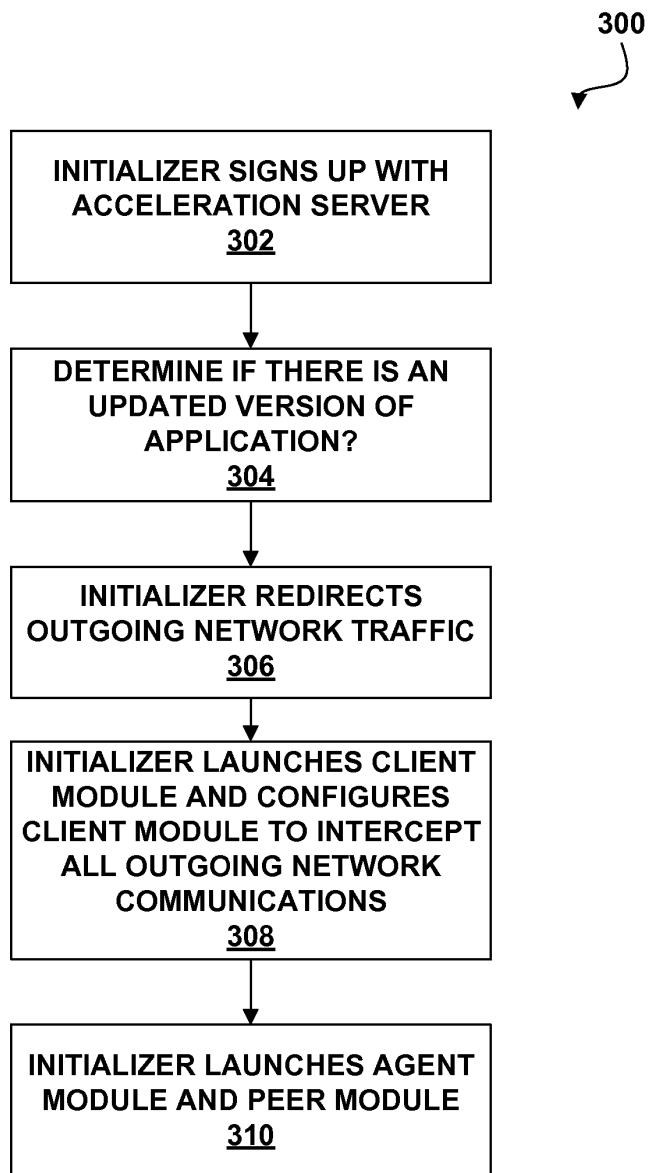 300
INITIALIZER SIGNS UP WITH
ACCELERATION SERVER
302
DETERMINE IF THERE IS AN
UPDATED VERSION OF
APPLICATION?
304
INITIALIZER REDIRECTS
OUTGOING NETWORK TRAFFIC
306
INITIALIZER LAUNCHES CLIENT
MODULE AND CONFIGURES
CLIENT MODULE TO INTERCEPT
ALL OUTGOING NETWORK
COMMUNICATIONS
308
INITIALIZER LAUNCHES AGENT
MODULE AND PEER MODULE
310